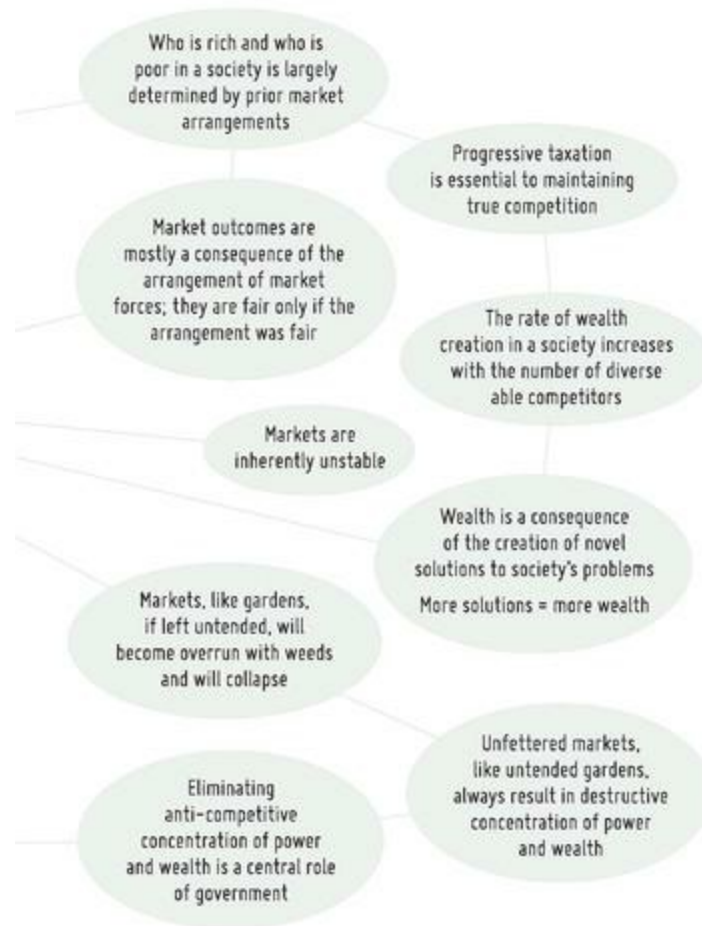 Who is rich and who is
poor in a society is largely
determined by prior market
arrangements
Progressive taxation
is essential to maintaining
true competition
Market outcomes are
mostly a consequence of the
arrangement of market
forces; they are fair only if the
arrangement was fair
The rate of wealth
creation in a society increases
with the number of diverse
able competitors
Markets are
inherently unstable
Wealth is a consequence
of the creation of novel
solutions to society's problems
More solutions = more wealth
Markets, like gardens,
if left untended, will
become overrun with weeds
and will collapse
Unfettered markets,
like untended gardens,
always result in destructive
concentration of power
and wealth
Eliminating
anti-competitive
concentration of power
and wealth is a central role
of government